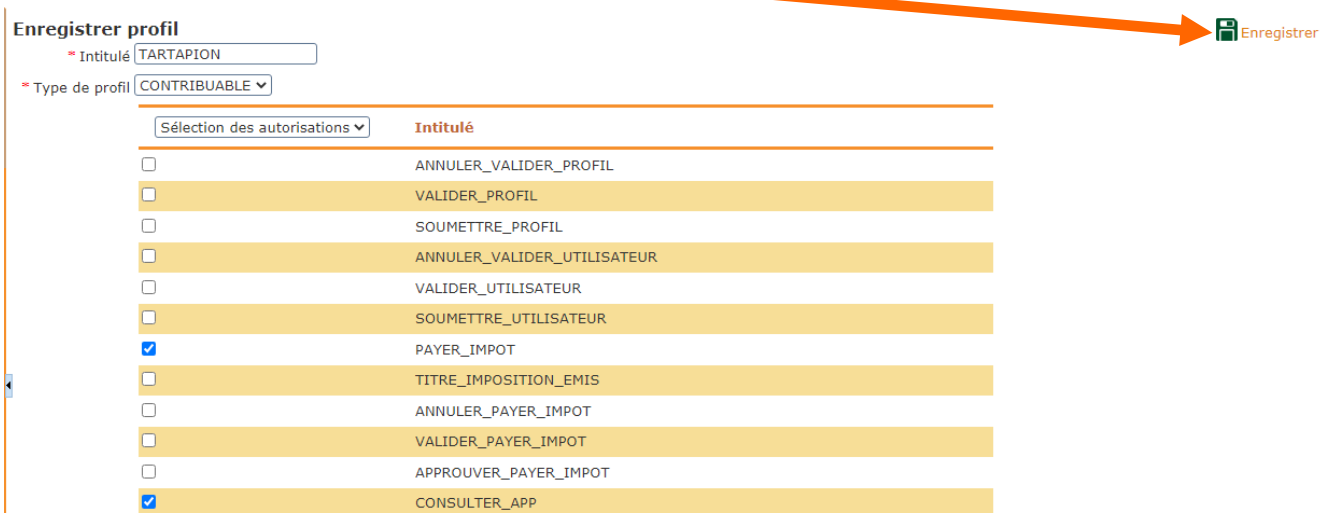 Enregistrer profil
Enregistrer
* Intitulé TARTAPION
* Type de profil CONTRIBUABLE
Sélection des autorisations Intitulé
ANNULER_VALIDER_PROFIL
VALIDER_PROFIL
SOUMETTRE_PROFIL
ANNULER_VALIDER_UTILISATEUR
VALIDER_UTILISATEUR
SOUMETTRE_UTILISATEUR
PAYER_IMPOT
TITRE_IMPOSITION_EMIS
ANNULER_PAYER_IMPOT
VALIDER_PAYER_IMPOT
APPROUVER_PAYER_IMPOT
CONSULTER_APP